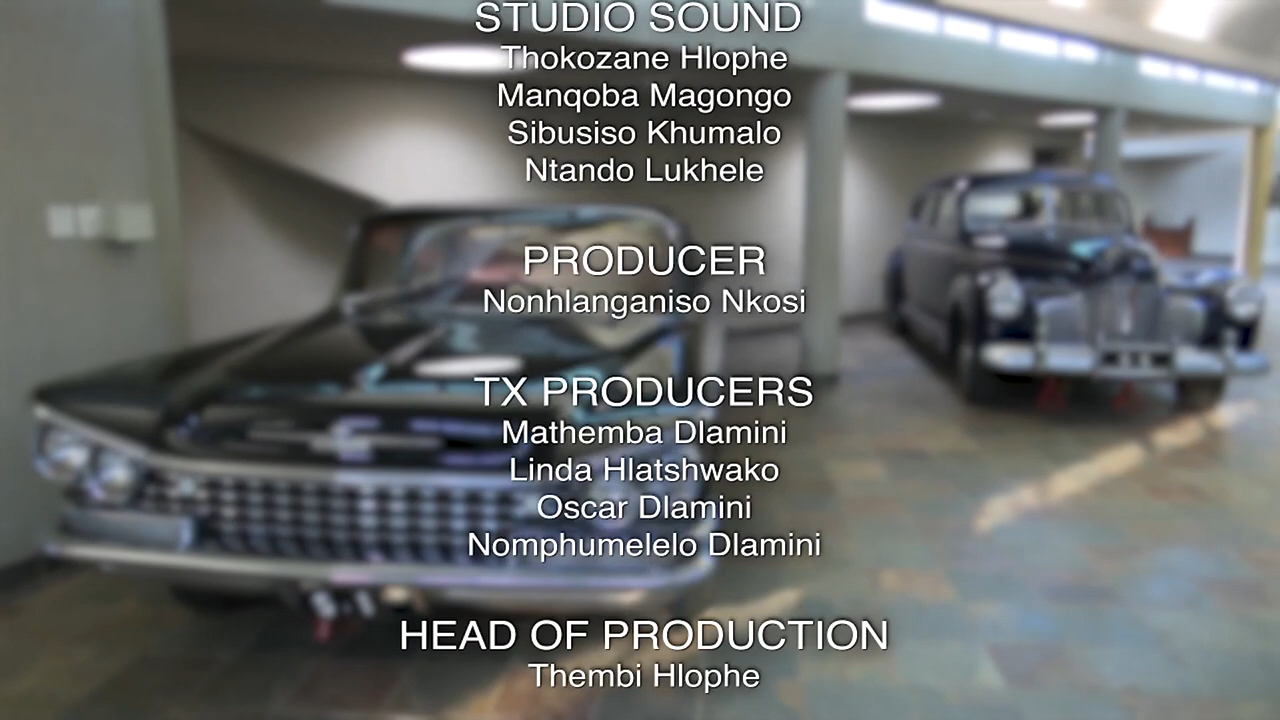 STUDIO SOUND
Thokozane Hlophe
Manqoba Magongo
Sibusiso Khumalo
Ntando Lukhele
PRODUCER
Nonhlanganiso Nkosi
TX PRODUCERS
Mathemba Dlamini
Linda Hlatshwako
Oscar Dlamini
Nomphumelelo Dlamini
HEAD OF PRODUCTION
Thembi Hlophe